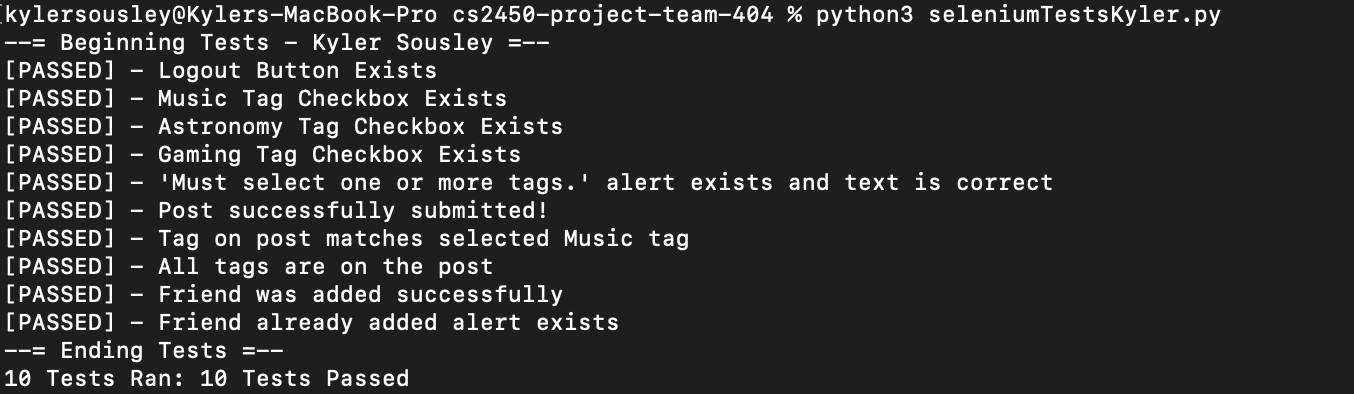 [kylersousley@Kylers-MacBook-Pro cs2450-project-team-404 % python3 seleniumTestsKyler.py
--= Beginning Tests - Kyler Sousley =--
[PASSED] - Logout Button Exists
[PASSED] - Music Tag Checkbox Exists
[PASSED] - Astronomy Tag Checkbox Exists
[PASSED] - Gaming Tag Checkbox Exists
[PASSED] - 'Must select one or more tags.' alert exists and text is correct
[PASSED] - Post successfully submitted!
[PASSED] - Tag on post matches selected Music tag
[PASSED] - All tags are on the post
[PASSED] - Friend was added successfully
[PASSED] - Friend already added alert exists
--= Ending Tests =--
10 Tests Ran: 10 Tests Passed